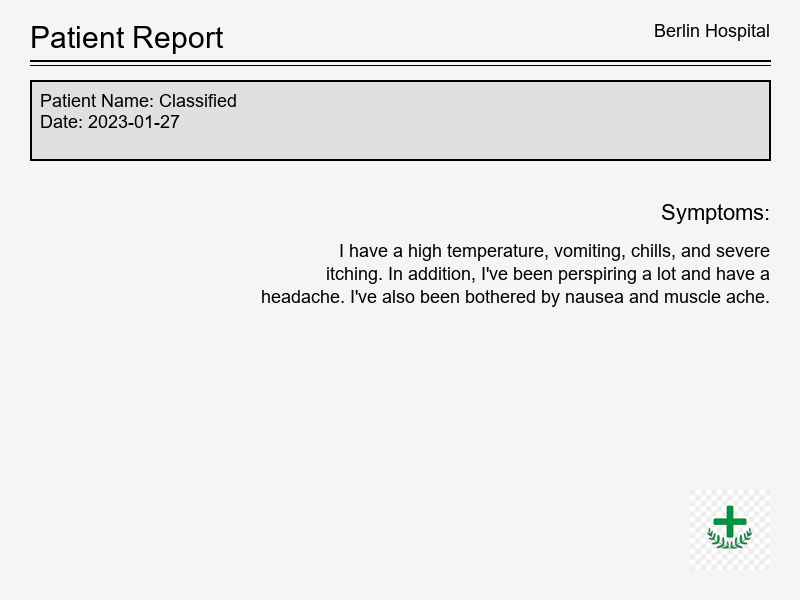 Patient Report
Berlin Hospital
Patient Name: Classified
Date: 2023-01-27
Symptoms:
I have a high temperature, vomiting, chills, and severe
itching. In addition, I've been perspiring a lot and have a
headache. I've also been bothered by nausea and muscle ache.